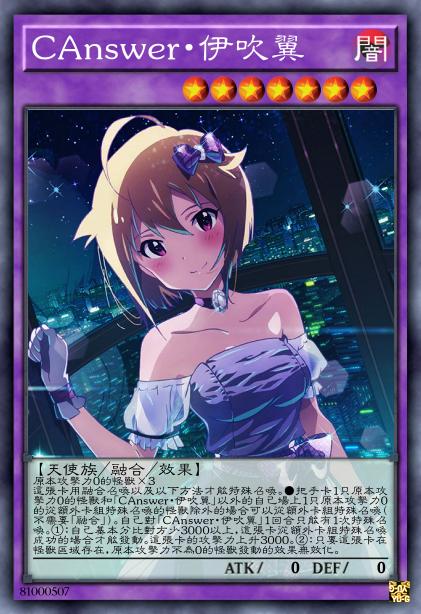 CAnswer・伊吹翼
闇
【天使族/融合/效果】
原本攻擊力0的怪獸×3
這張卡用融合召喚以及以下方法才能特殊召喚。●把手卡1只原本攻
擊力0的怪獸和「CAnswer・伊吹翼」以外的自己場上1只原本攻擊力0
的從額外卡組特殊召喚的怪獸除外的場合可以從額外卡組特殊召喚(
不需要「融合」)。自己對「CAnswer・伊吹翼」1回合只能有1次特殊召
喚。①:自己基本分比對方少3000以上,這張卡從額外卡組特殊召喚
成功的場合才能發動。這張卡的攻擊力上升3000。②:只要這張卡在
怪獸區域存在,原本攻擊力不為0的怪獸發動的效果無效化。
ATK/ 0 DEF/ 0
81000507